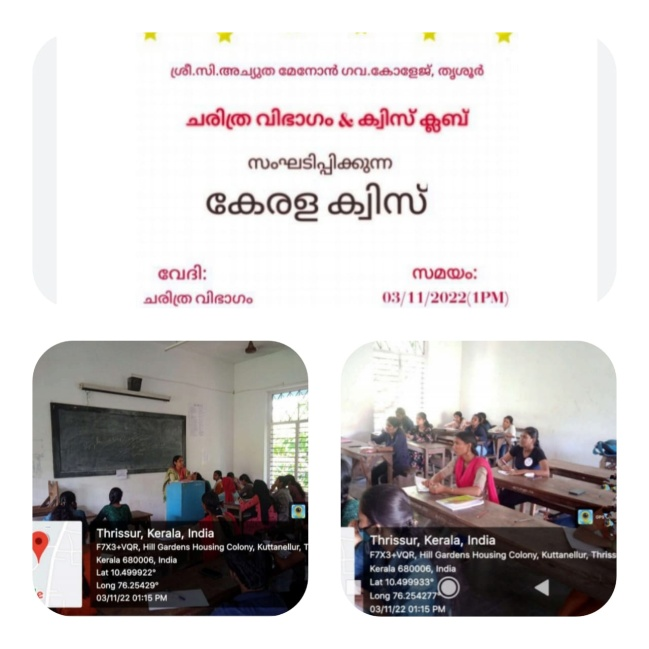 ശ്രീ.സി.അച്യുത മേനോൻ ഗവ.കോളേജ്, തൃശൂർ
ചരിത്ര വിഭാഗം & ക്വിസ് ക്ലബ്
സംഘടിപ്പിക്കുന്ന
കേരള ക്വിസ്
വേദി:
ചരിത്ര വിഭാഗം
സമയം:
03/11/2022(1PM)
Thrissur, Kerala, India
F7X3+VQR, Hill Gardens Housing Colony, Kuttanellur, T
Kerala 680006, India
Lat 10.499922°
Long 76.25429°
03/11/22 01:15 PM
Thrissur, Kerala, India
F7X3+VQR, Hill Gardens Housing Colony, Kuttanellur, Thriss
Kerala 680006, India
Lat 10.499933°
Long 76.254277°
03/11/22 01:15 PM